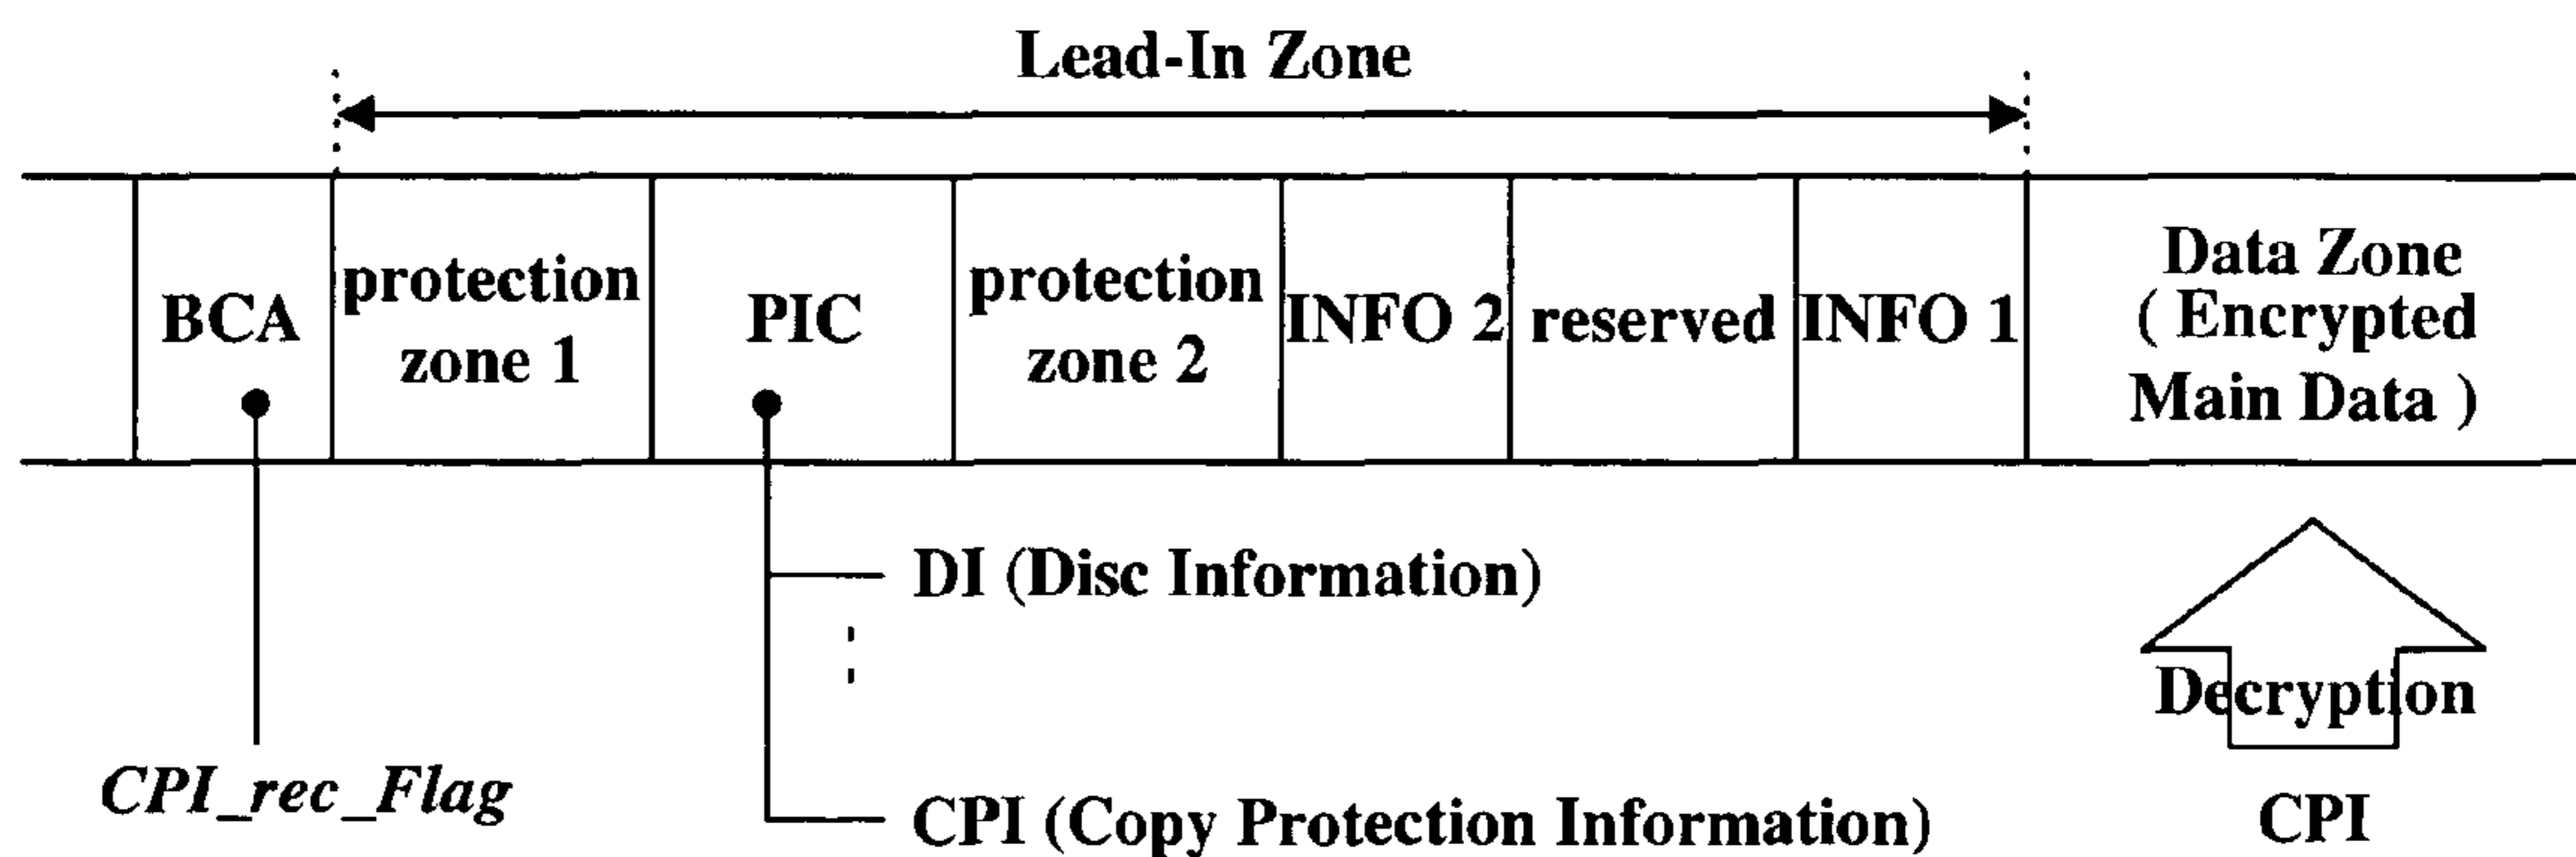 Lead-In Zone
BCA
protection
zone 1
PIC
protection
zone 2
INFO 2
reserved
INFO 1
Data Zone
( Encrypted
Main Data )
DI (Disc Information)
Decryption
CPI_rec_Flag
CPI (Copy Protection Information)
CPI